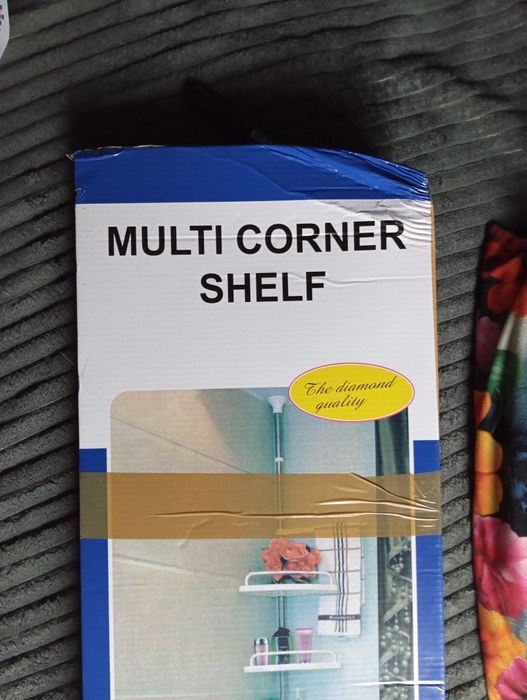 MULTI CORNER
SHELF
The diamond
quality